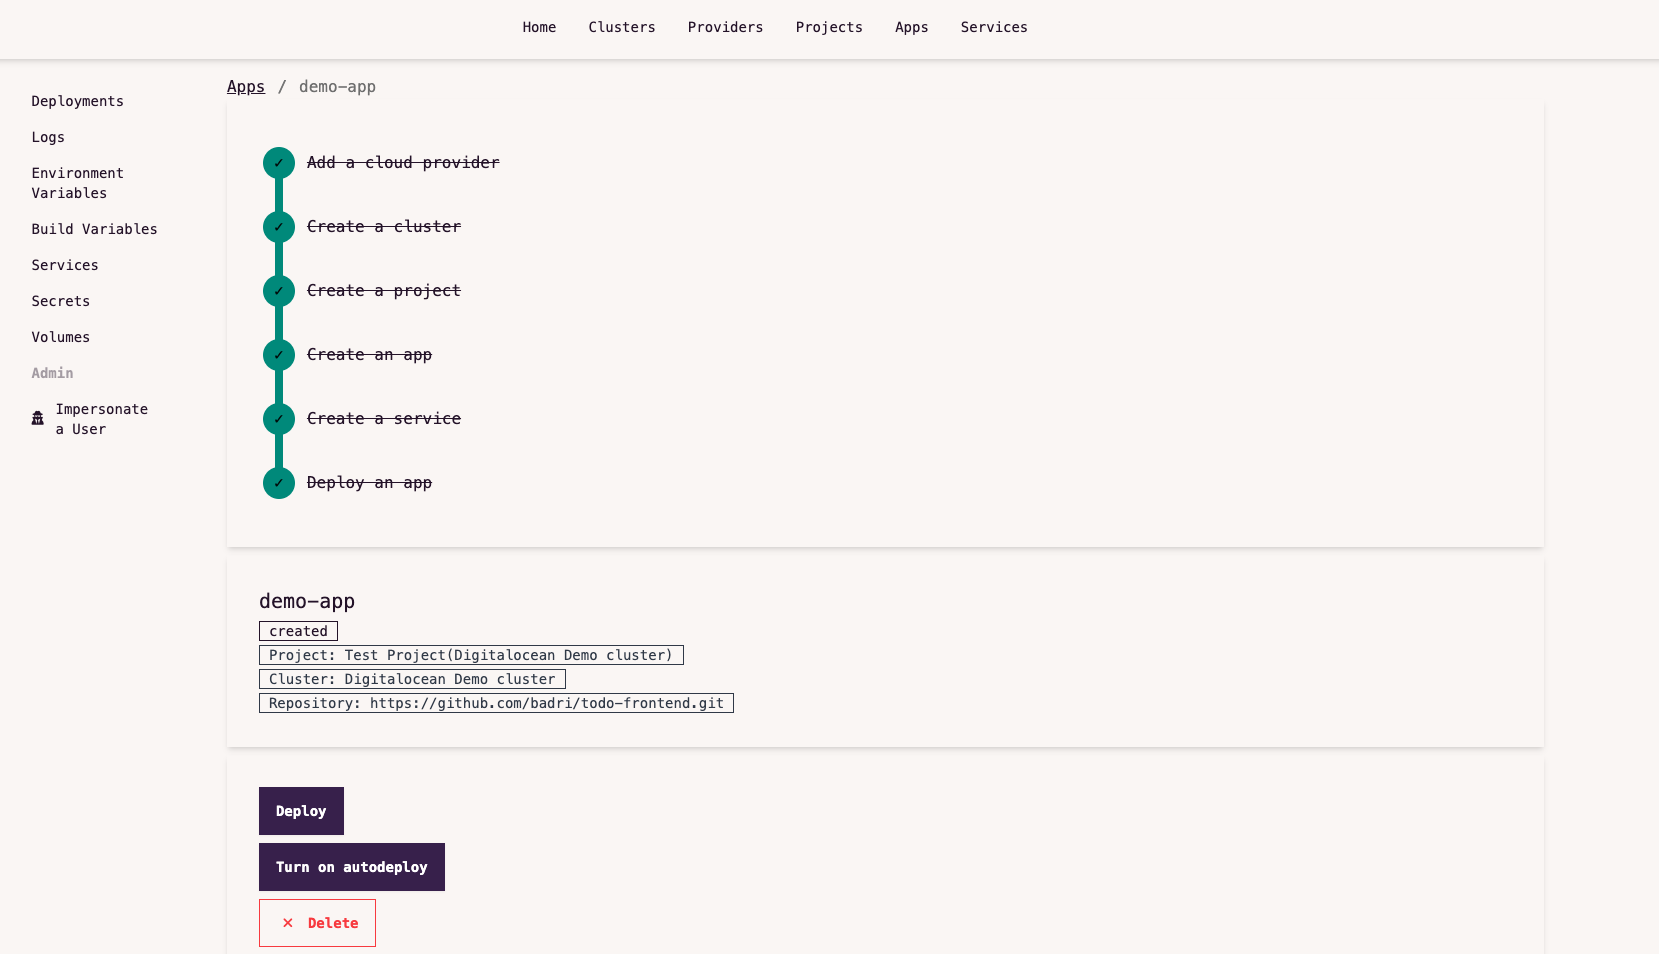 Home Clusters Providers Projects Apps Services
Apps / demo-app
Deployments
Logs
Environment
Variables
Build Variables
Services
Secrets
Volumes
Admin
Impersonate
a User
✓ Add a cloud provider
✓ Create a cluster
✓ Create a project
✓ Create an app
✓ Create a service
✓ Deploy an app
demo-app
created
Project: Test Project(Digitalocean Demo cluster)
Cluster: Digitalocean Demo cluster
Repository: https://github.com/badri/todo-frontend.git
Deploy
Turn on autodeploy
✕ Delete